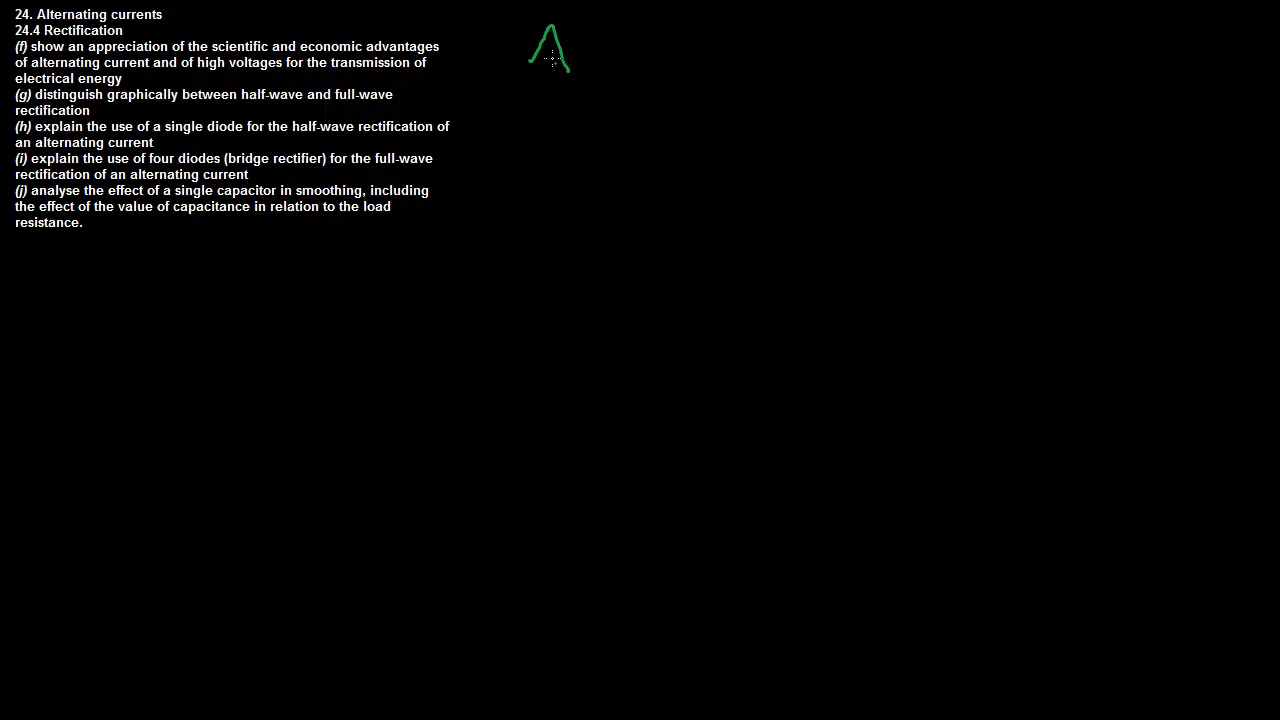 24. Alternating currents
24.4 Rectification
(f) show an appreciation of the scientific and economic advantages
of alternating current and of high voltages for the transmission of
electrical energy
(g) distinguish graphically between half-wave and full-wave
rectification
(h) explain the use of a single diode for the half-wave rectification of
an alternating current
(i) explain the use of four diodes (bridge rectifier) for the full-wave
rectification of an alternating current
(j) analyse the effect of a single capacitor in smoothing, including
the effect of the value of capacitance in relation to the load
resistance.